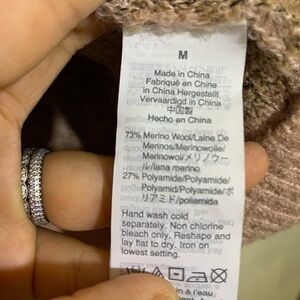 M
Made in China
Fabriqué en Chine
in China Hergestellt
Vervaardigd in China
中国製
Hecho en China
73% Merino Wool/Laine De
Merinos/Merinowolle/
Merinowol/メリノウー
ル/lana merino
27% Polyamide/Polyamide/
Polyamid/Polyamide/ポ
リアミド/poliamida
Hand wash cold
separately. Non chlorine
bleach only. Reshape and
lay flat to dry. Iron on
lowest setting.
à l'eau